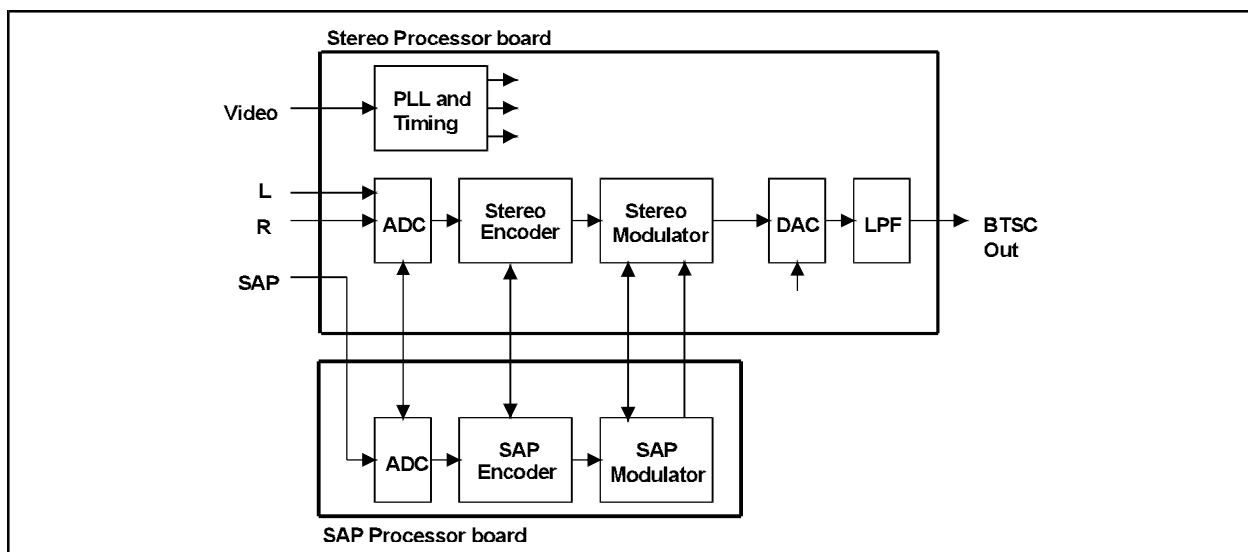 Stereo Processor board
Video
PLL and
Timing
L
R
ADC
Stereo
Encoder
Stereo
Modulator
DAC
LPF
BTSC
Out
SAP
ADC
SAP
Encoder
SAP
Modulator
SAP Processor board